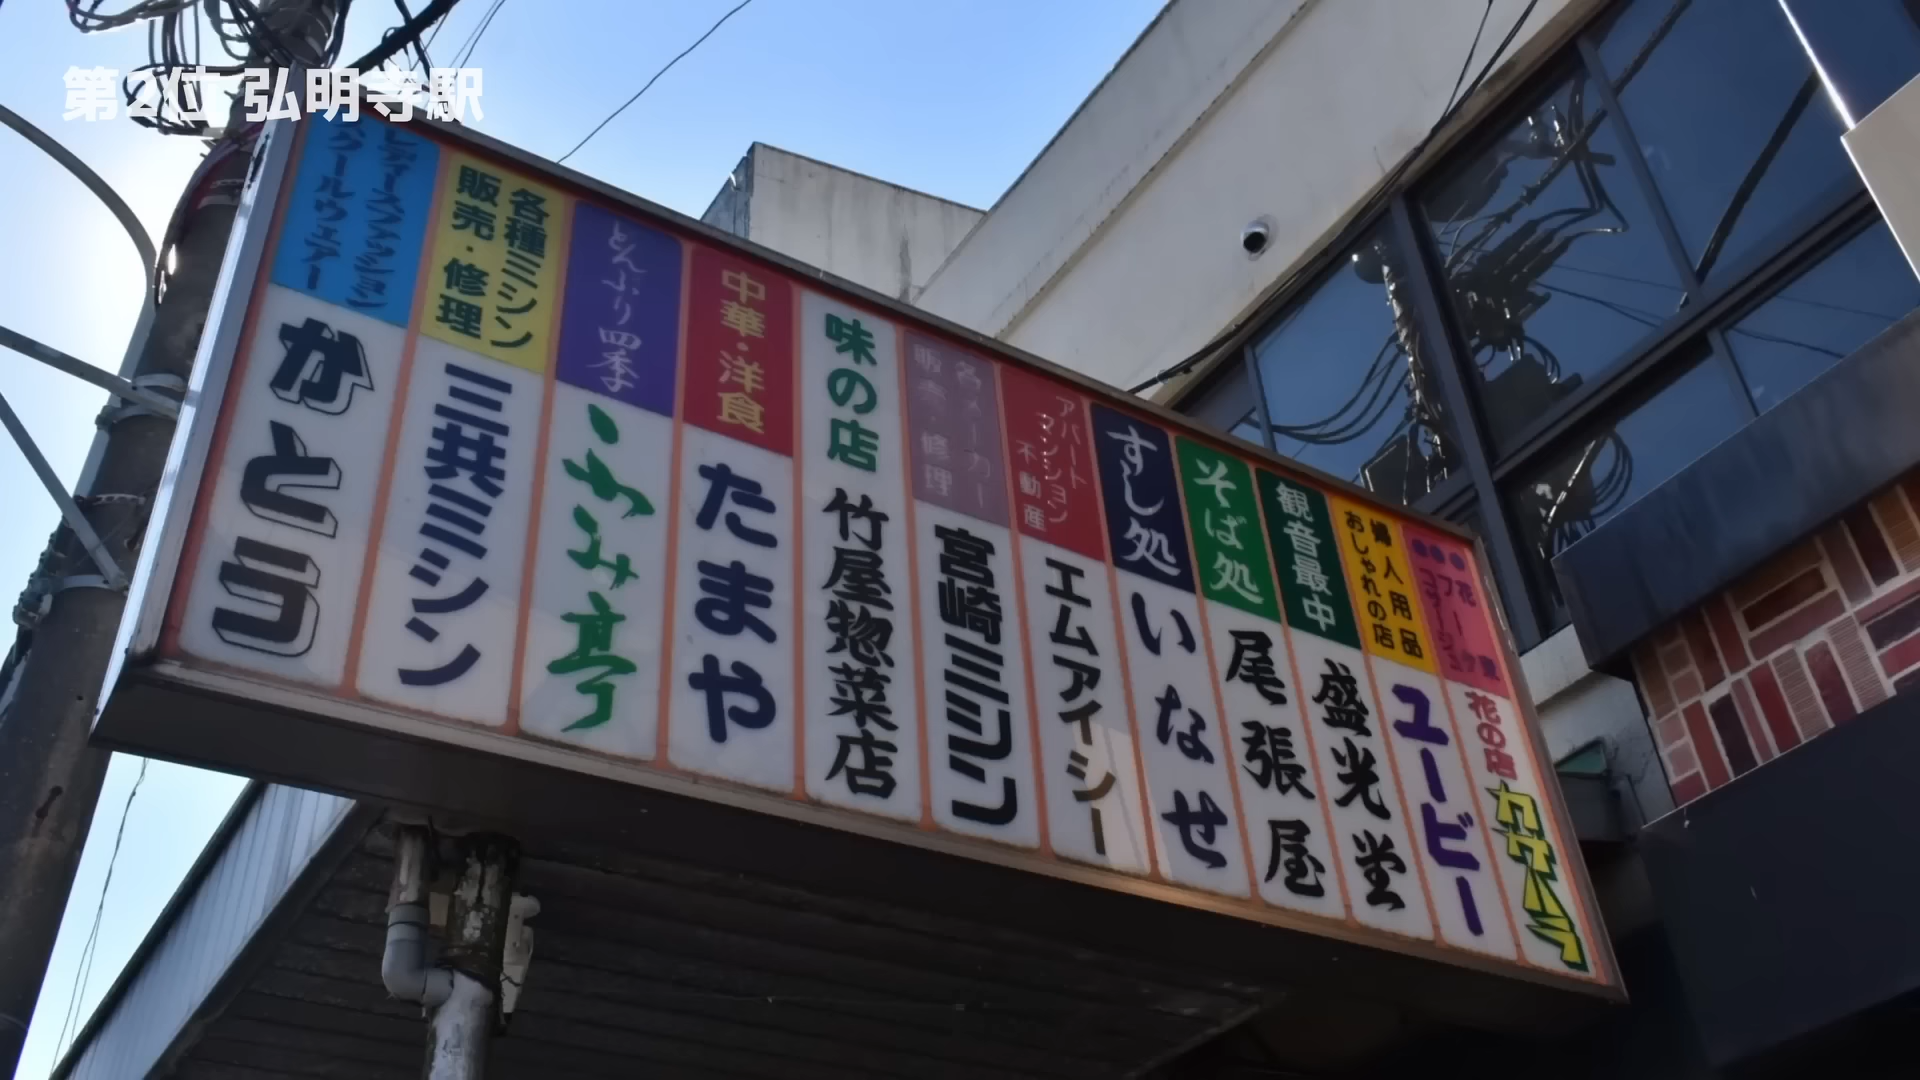 第2位 弘明寺駅
レディースファッション
スクールウェアー
かとう
各種ミシン
販売・修理
三共ミシン
どんぶり四季
ふわみ亭
中華・洋食
たまや
味の店
竹屋惣菜店
各メーカー
販売・修理
宮崎ミシン
アパート
マンション
不動産
エムアイシー
すし処
いなせ
そば処
尾張屋
観音最中
盛光堂
婦人用品
おしゃれの店
ユービー
花の店
カサハラ